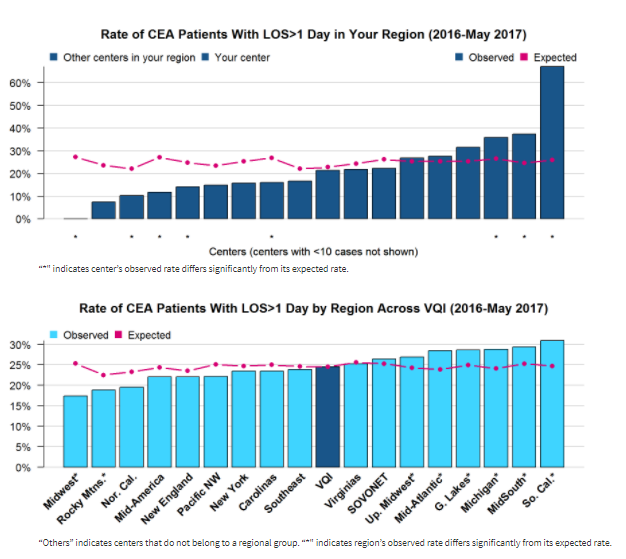 Rate of CEA Patients With LOS>1 Day in Your Region (2016-May 2017)
Other centers in your region Your center Observed Expected
60%
50%
40%
30%
20%
10%
0%
* * * * * * * *
Centers (centers with <10 cases not shown)
"*" indicates center's observed rate differs significantly from its expected rate.
Rate of CEA Patients With LOS>1 Day by Region Across VQI (2016-May 2017)
Observed Expected
30%
25%
20%
15%
10%
5%
0%
Midwest* Rocky Mtns.* Nor. Cal. Mid-America New England Pacific NW New York Carolinas Southeast VQI Virginias SOVONET Up. Midwest* Mid-Atlantic* G. Lakes* Michigan* MidSouth* So. Cal.*
"Others" indicates centers that do not belong to a regional group. "*" indicates region's observed rate differs significantly from its expected rate.